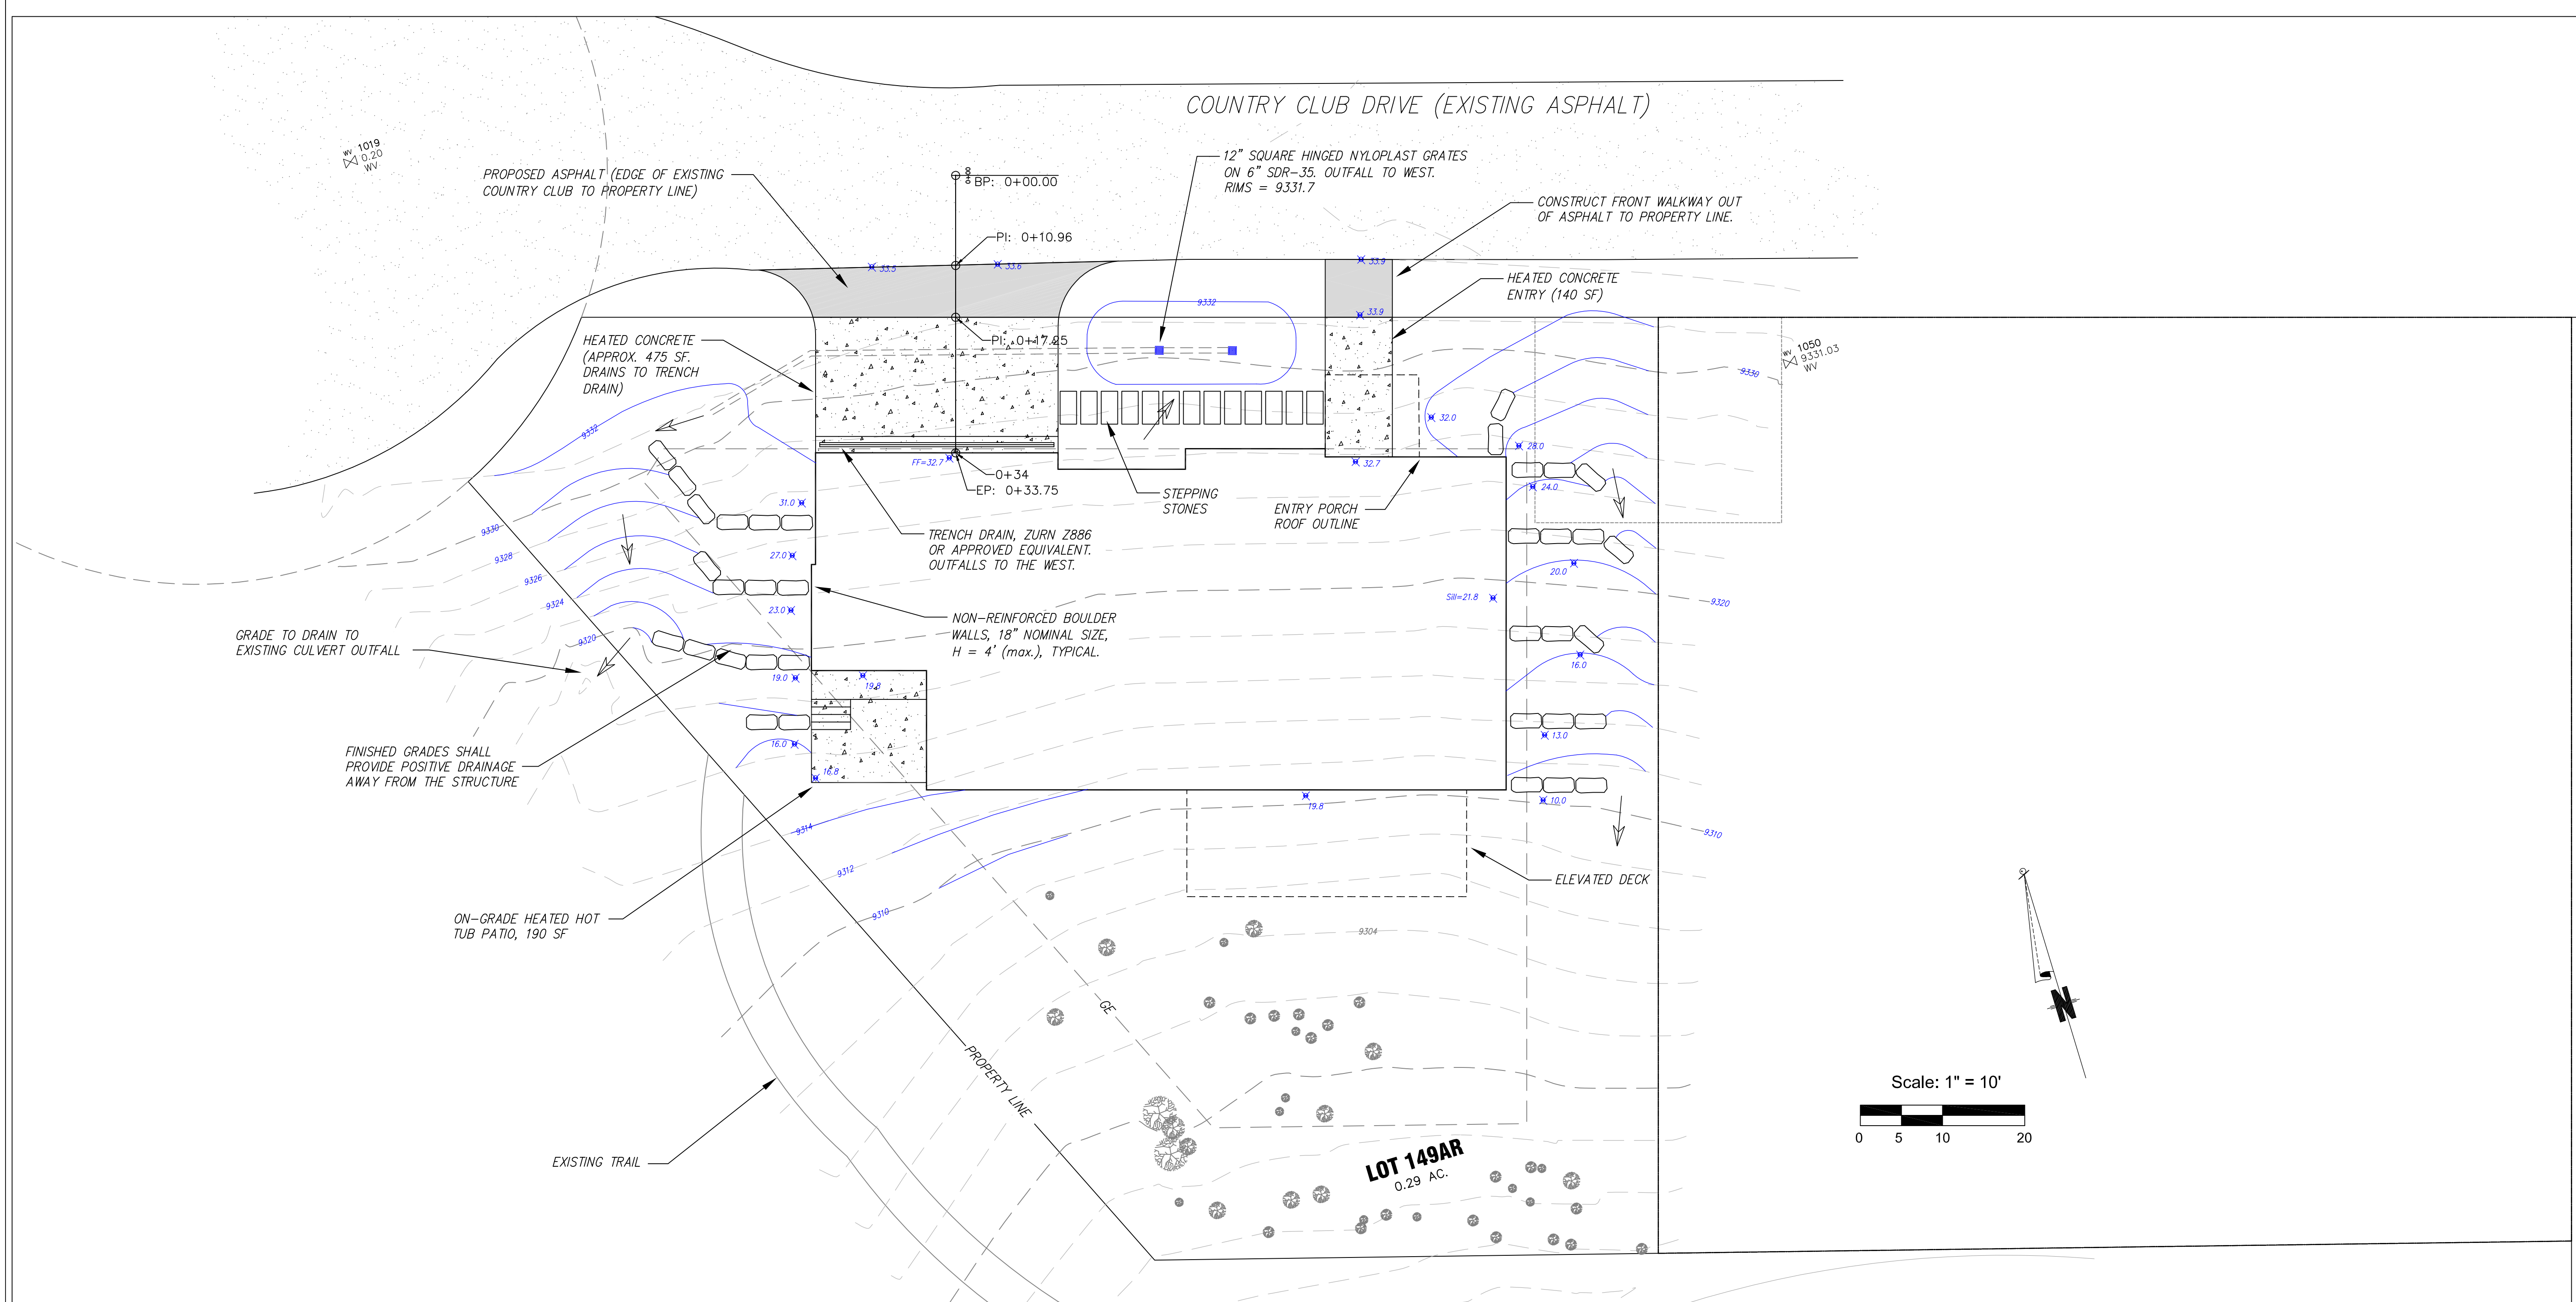 COUNTRY CLUB DRIVE (EXISTING ASPHALT)
WV 1019
0.20
WV
PROPOSED ASPHALT (EDGE OF EXISTING
COUNTRY CLUB TO PROPERTY LINE)
BP: 0+00.00
12" SQUARE HINGED NYLOPLAST GRATES
ON 6" SDR-35. OUTFALL TO WEST.
RIMS = 9331.7
CONSTRUCT FRONT WALKWAY OUT
OF ASPHALT TO PROPERTY LINE.
PI: 0+10.96
33.5
33.6
33.9
HEATED CONCRETE
ENTRY (140 SF)
9332
33.9
HEATED CONCRETE
(APPROX. 475 SF.
DRAINS TO TRENCH
DRAIN)
PI: 0+17.25
WV 1050
9331.03
WV
9330
9332
32.0
28.0
FF=32.7
32.7
0+34
EP: 0+33.75
STEPPING
STONES
ENTRY PORCH
ROOF OUTLINE
24.0
31.0
9330
TRENCH DRAIN, ZURN Z886
OR APPROVED EQUIVALENT.
OUTFALLS TO THE WEST.
9328
27.0
20.0
9326
9324
23.0
Sill=21.8
9320
NON-REINFORCED BOULDER
WALLS, 18" NOMINAL SIZE,
H = 4' (max.), TYPICAL.
GRADE TO DRAIN TO
EXISTING CULVERT OUTFALL
9320
16.0
19.0
19.8
13.0
16.0
FINISHED GRADES SHALL
PROVIDE POSITIVE DRAINAGE
AWAY FROM THE STRUCTURE
16.8
19.8
10.0
9314
9310
9312
ELEVATED DECK
9310
ON-GRADE HEATED HOT
TUB PATIO, 190 SF
9304
GE
N
PROPERTY LINE
Scale: 1" = 10'
0 5 10 20
EXISTING TRAIL
LOT 149AR
0.29 AC.